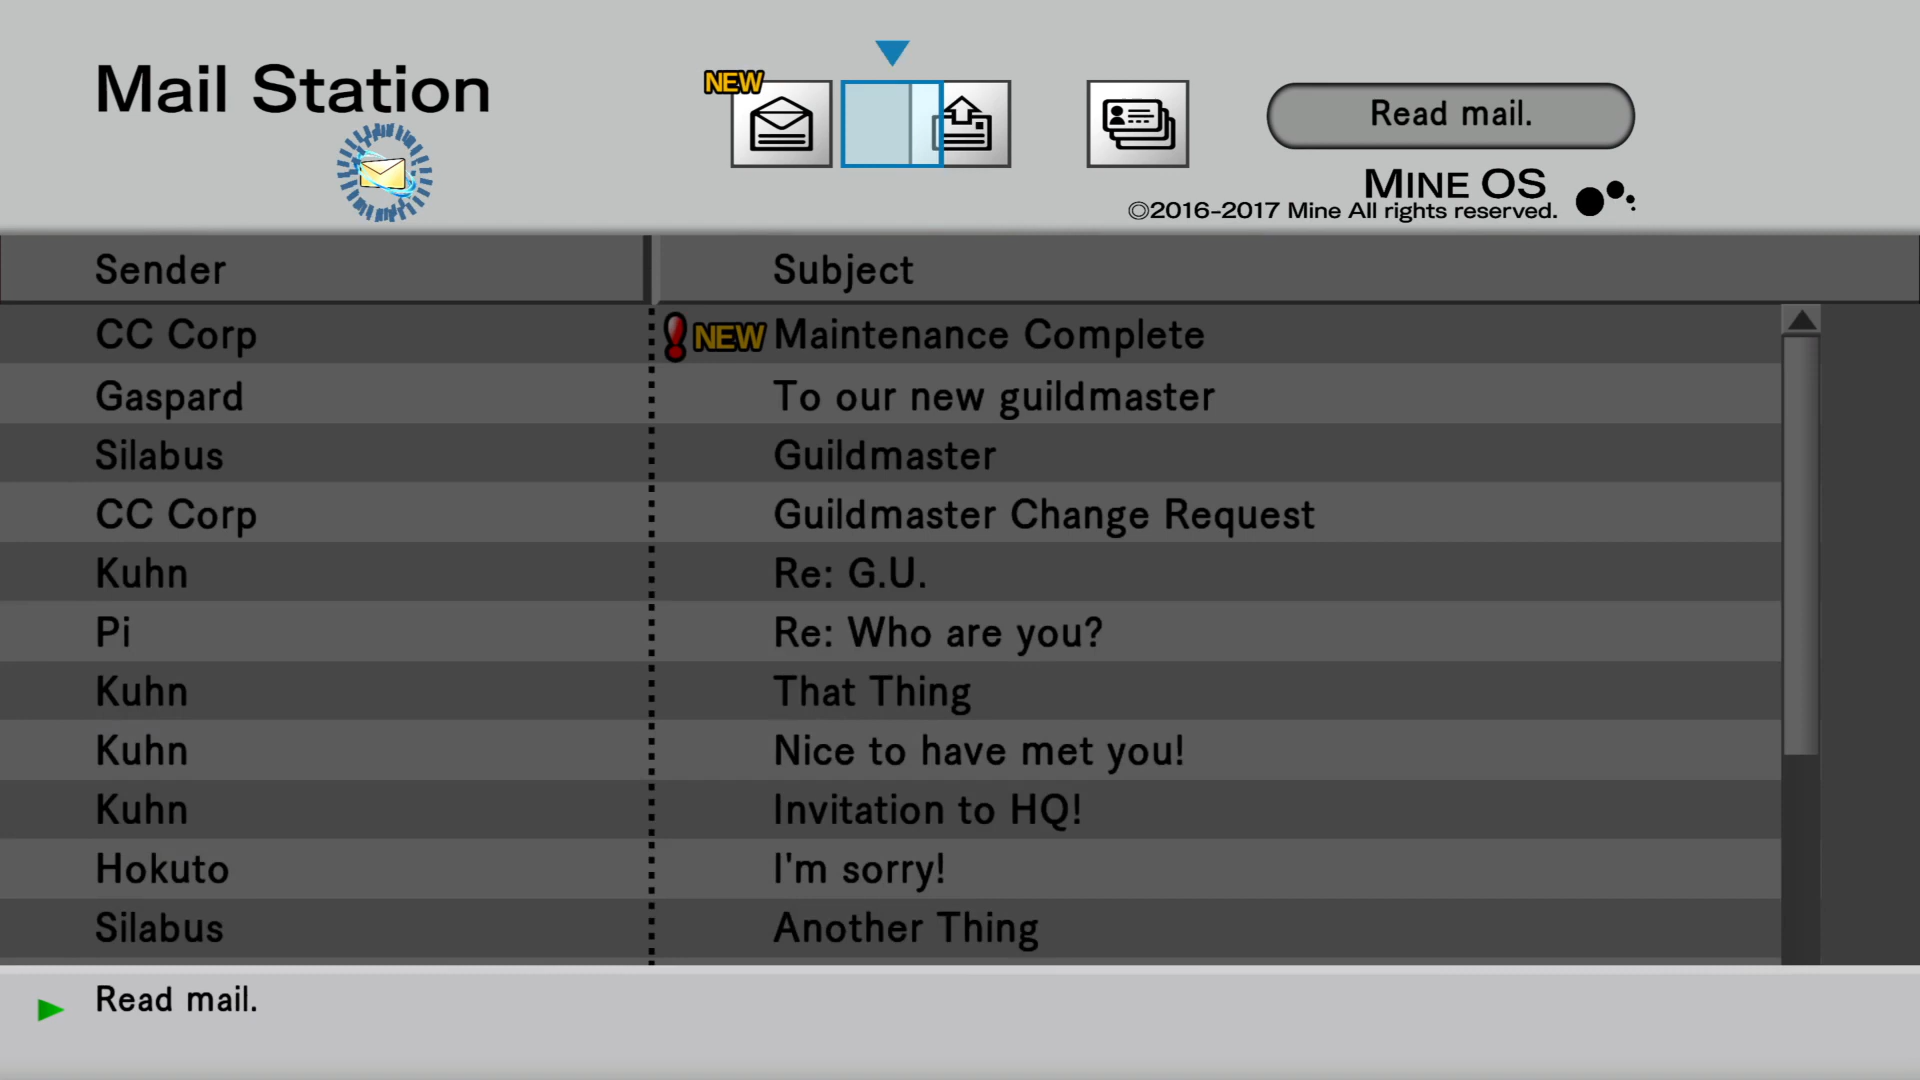 Mail Station
NEW
Read mail.
MINE OS
©2016-2017 Mine All rights reserved.
Sender Subject
CC Corp NEW Maintenance Complete
Gaspard To our new guildmaster
Silabus Guildmaster
CC Corp Guildmaster Change Request
Kuhn Re: G.U.
Pi Re: Who are you?
Kuhn That Thing
Kuhn Nice to have met you!
Kuhn Invitation to HQ!
Hokuto I'm sorry!
Silabus Another Thing
Read mail.